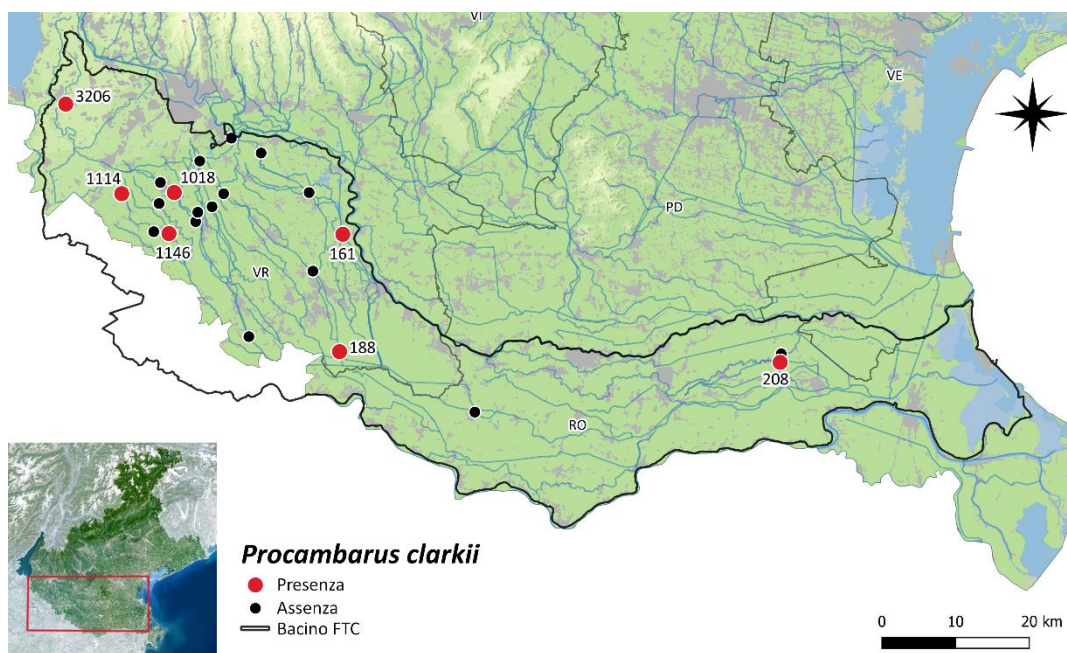 VI
VE
3206
1114
1018
1146
161
VR
PD
188
208
RO
Procambarus clarkii
Presenza
Assenza
Bacino FTC
0 10 20 km